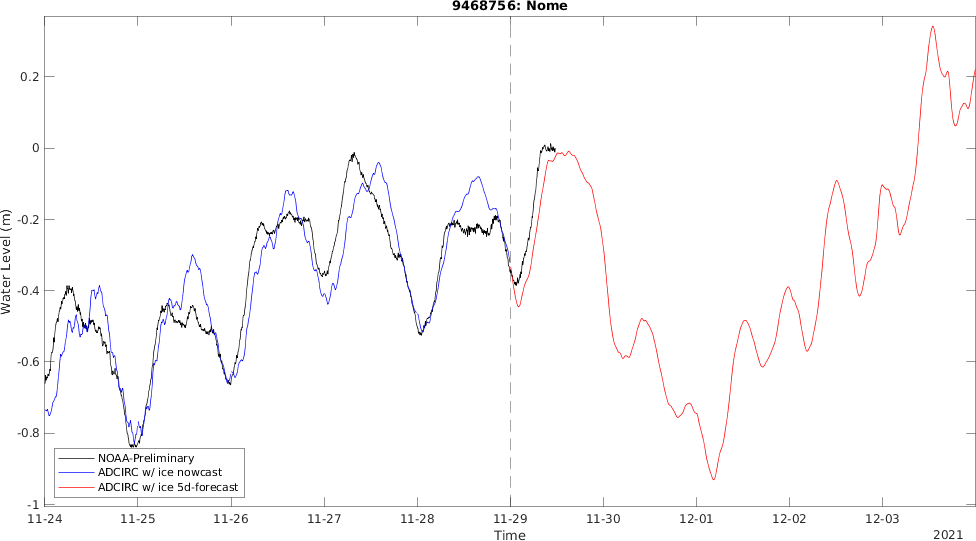 9468756: Nome
Water Level (m)
0.2
0
-0.2
-0.4
-0.6
-0.8
-1
NOAA-Preliminary
ADCIRC w/ ice nowcast
ADCIRC w/ ice 5d-forecast
11-24 11-25 11-26 11-27 11-28 11-29 11-30 12-01 12-02 12-03
Time
2021